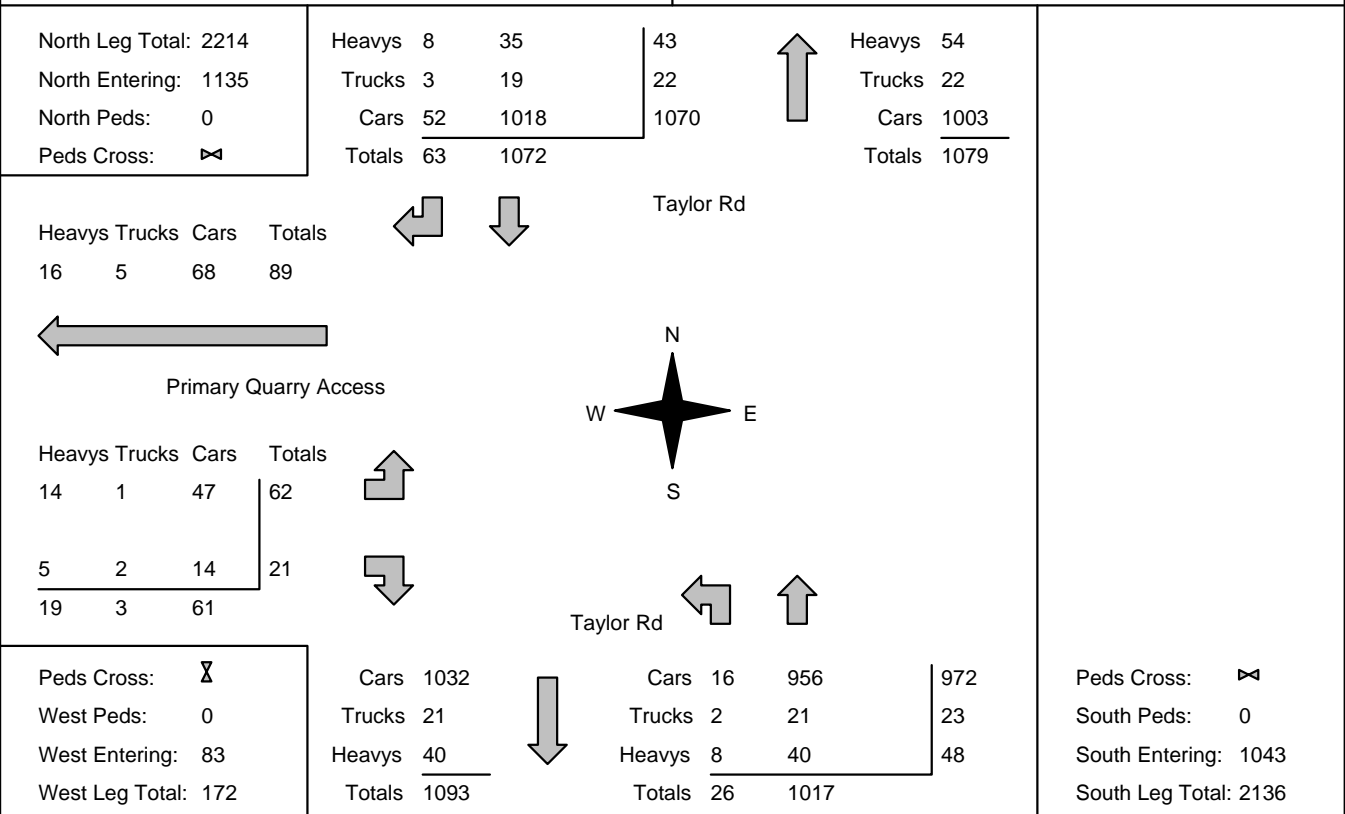 North Leg Total: 2214
North Entering: 1135
North Peds: 0
Peds Cross:
Heavys 8 35 43
Trucks 3 19 22
Cars 52 1018 1070
Totals 63 1072
Heavys 54
Trucks 22
Cars 1003
Totals 1079
Taylor Rd
Heavys Trucks Cars Totals
16 5 68 89
Primary Quarry Access
N
W E
S
Heavys Trucks Cars Totals
14 1 47 62
5 2 14 21
19 3 61
Taylor Rd
Peds Cross:
West Peds: 0
West Entering: 83
West Leg Total: 172
Cars 1032
Trucks 21
Heavys 40
Totals 1093
Cars 16 956 972
Trucks 2 21 23
Heavys 8 40 48
Totals 26 1017
Peds Cross:
South Peds: 0
South Entering: 1043
South Leg Total: 2136